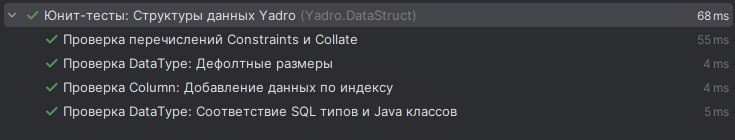 Юнит-тесты: Структуры данных Yadro (Yadro.DataStruct) 68 ms
Проверка перечислений Constraints и Collate 55 ms
Проверка DataType: Дефолтные размеры 4 ms
Проверка Column: Добавление данных по индексу 4 ms
Проверка DataType: Соответствие SQL типов и Java классов 5 ms